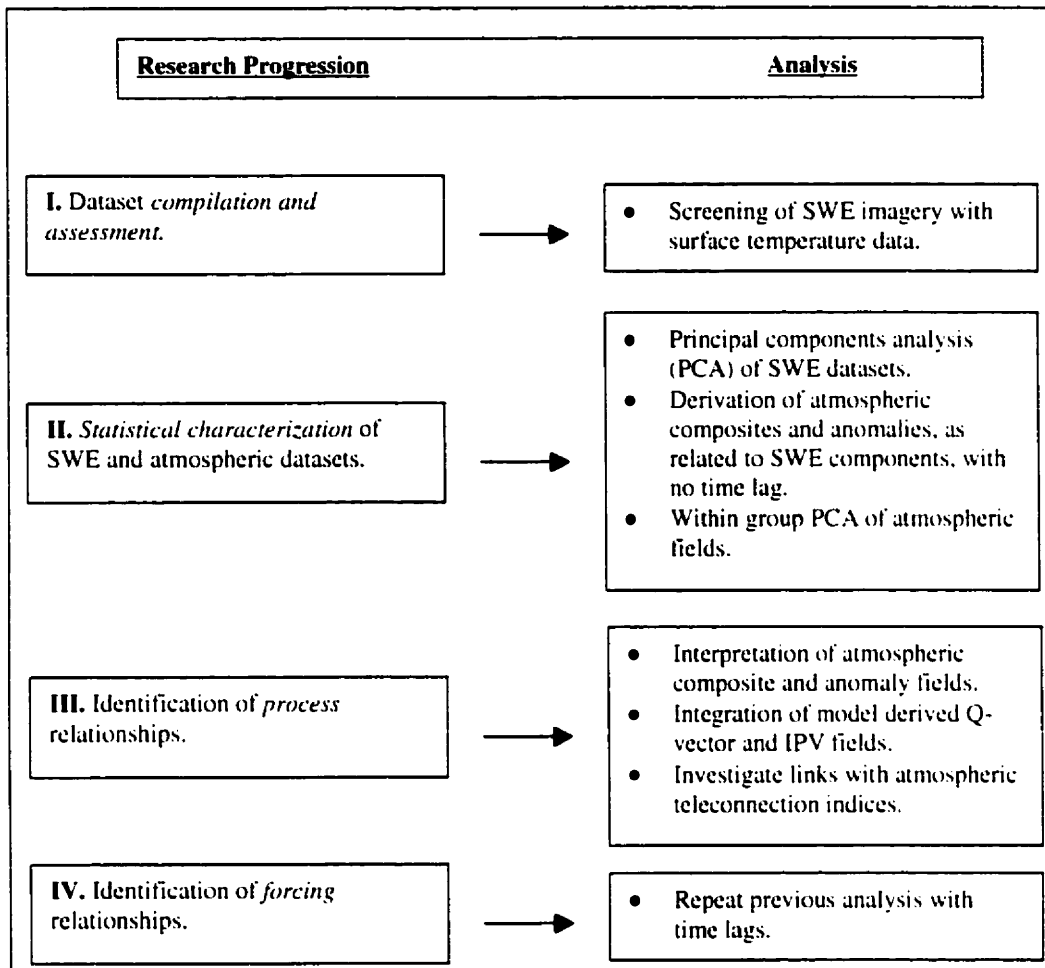 Research Progression Analysis
I. Dataset compilation and
assessment.
• Screening of SWE imagery with
surface temperature data.
II. Statistical characterization of
SWE and atmospheric datasets.
• Principal components analysis
(PCA) of SWE datasets.
• Derivation of atmospheric
composites and anomalies, as
related to SWE components, with
no time lag.
• Within group PCA of atmospheric
fields.
III. Identification of process
relationships.
• Interpretation of atmospheric
composite and anomaly fields.
• Integration of model derived Q-
vector and IPV fields.
• Investigate links with atmospheric
teleconnection indices.
IV. Identification of forcing
relationships.
• Repeat previous analysis with
time lags.